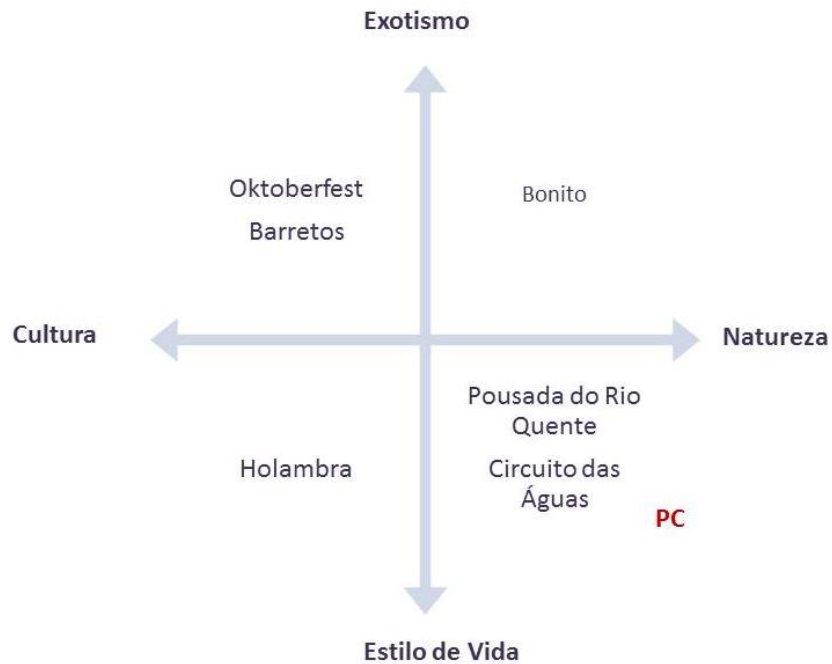 Exotismo
Oktoberfest
Barretos
Bonito
Cultura
Natureza
Pousada do Rio
Quente
Holambra
Circuito das
Águas
PC
Estilo de Vida